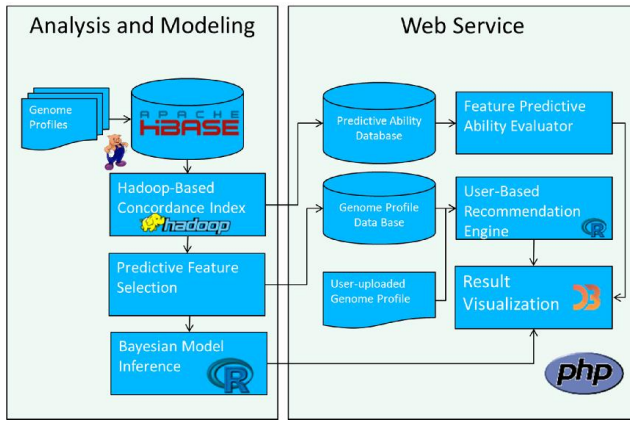 Analysis and Modeling
Web Service
Genome
Profiles
APACHE
HBASE
Hadoop-Based
Concordance Index
hadoop
Predictive Feature
Selection
Bayesian Model
Inference
R
Predictive Ability
Database
Feature Predictive
Ability Evaluator
Genome Profile
Data Base
User-Based
Recommendation
Engine
R
User-uploaded
Genome Profile
Result
Visualization
D3
php